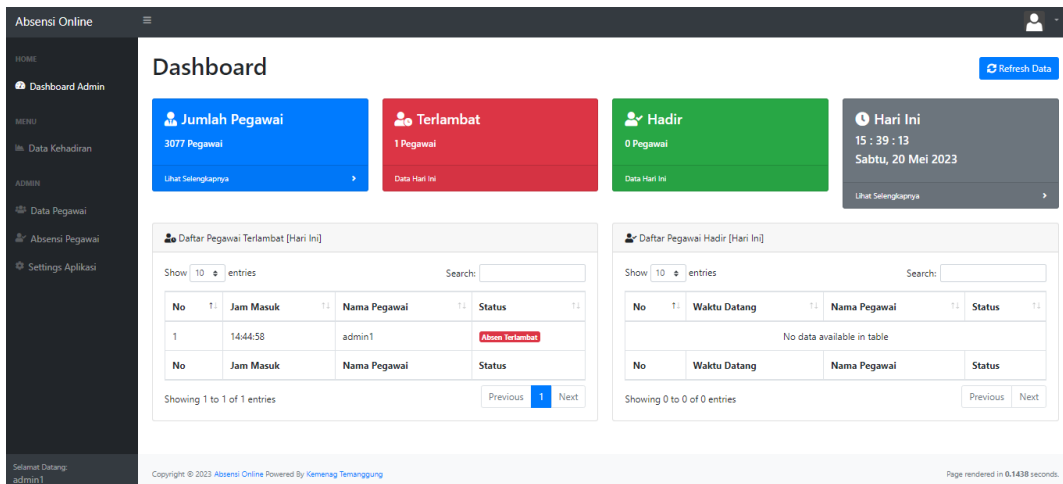 Absensi Online
HOME
Dashboard Admin
MENU
Data Kehadiran
ADMIN
Data Pegawai
Absensi Pegawai
Settings Aplikasi
Selamat Datang:
admin1
Dashboard
Refresh Data
Jumlah Pegawai
3077 Pegawai
Lihat Selengkapnya
Terlambat
1 Pegawai
Data Hari Ini
Hadir
0 Pegawai
Data Hari Ini
Hari Ini
15 : 39 : 13
Sabtu, 20 Mei 2023
Lihat Selengkapnya
Daftar Pegawai Terlambat [Hari Ini]
Show 10 entries Search:
No Jam Masuk Nama Pegawai Status
1 14:44:58 admin1 Absen Terlambat
No Jam Masuk Nama Pegawai Status
Showing 1 to 1 of 1 entries Previous 1 Next
Daftar Pegawai Hadir [Hari Ini]
Show 10 entries Search:
No Waktu Datang Nama Pegawai Status
No data available in table
No Waktu Datang Nama Pegawai Status
Showing 0 to 0 of 0 entries Previous Next
Copyright © 2023 Absensi Online Powered By Kemenag Temanggung
Page rendered in 0.1438 seconds.